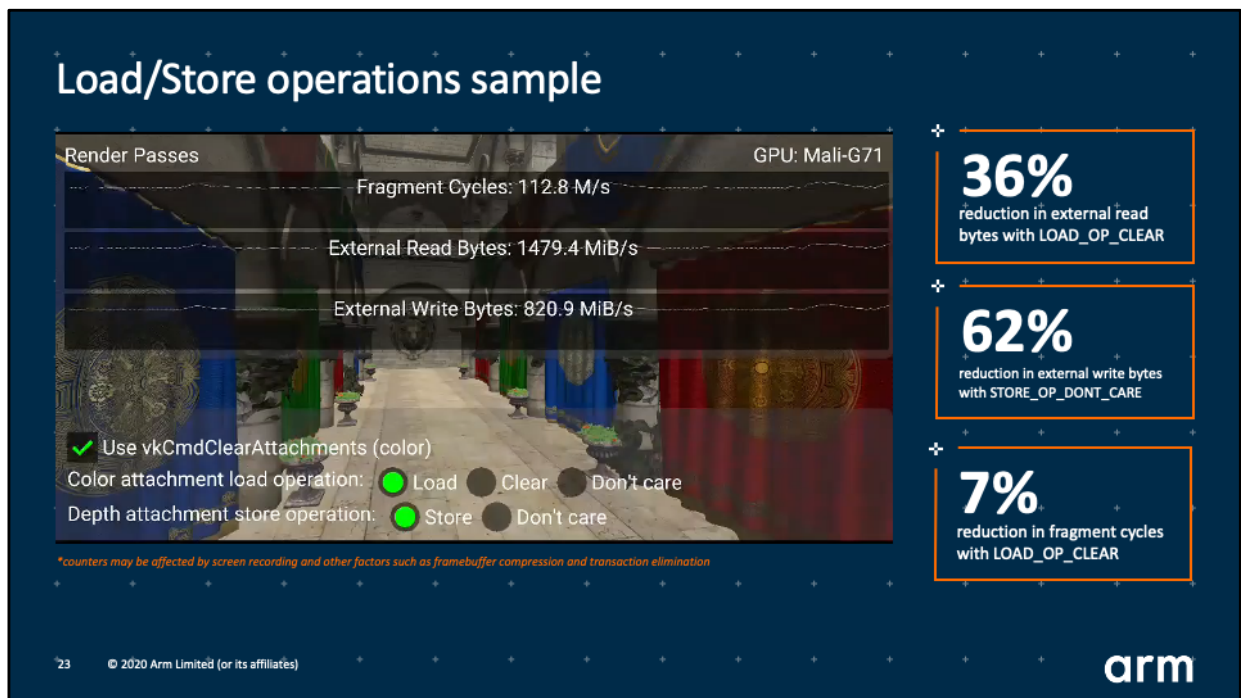 Load/Store operations sample
Render Passes
GPU: Mali-G71
Fragment Cycles: 112.8 M/s
External Read Bytes: 1479.4 MiB/s
External Write Bytes: 820.9 MiB/s
Use vkCmdClearAttachments (color)
Color attachment load operation: Load Clear Don't care
Depth attachment store operation: Store Don't care
*counters may be affected by screen recording and other factors such as framebuffer compression and transaction elimination
36%
reduction in external read
bytes with LOAD_OP_CLEAR
62%
reduction in external write bytes
with STORE_OP_DONT_CARE
7%
reduction in fragment cycles
with LOAD_OP_CLEAR
23 © 2020 Arm Limited (or its affiliates)
arm